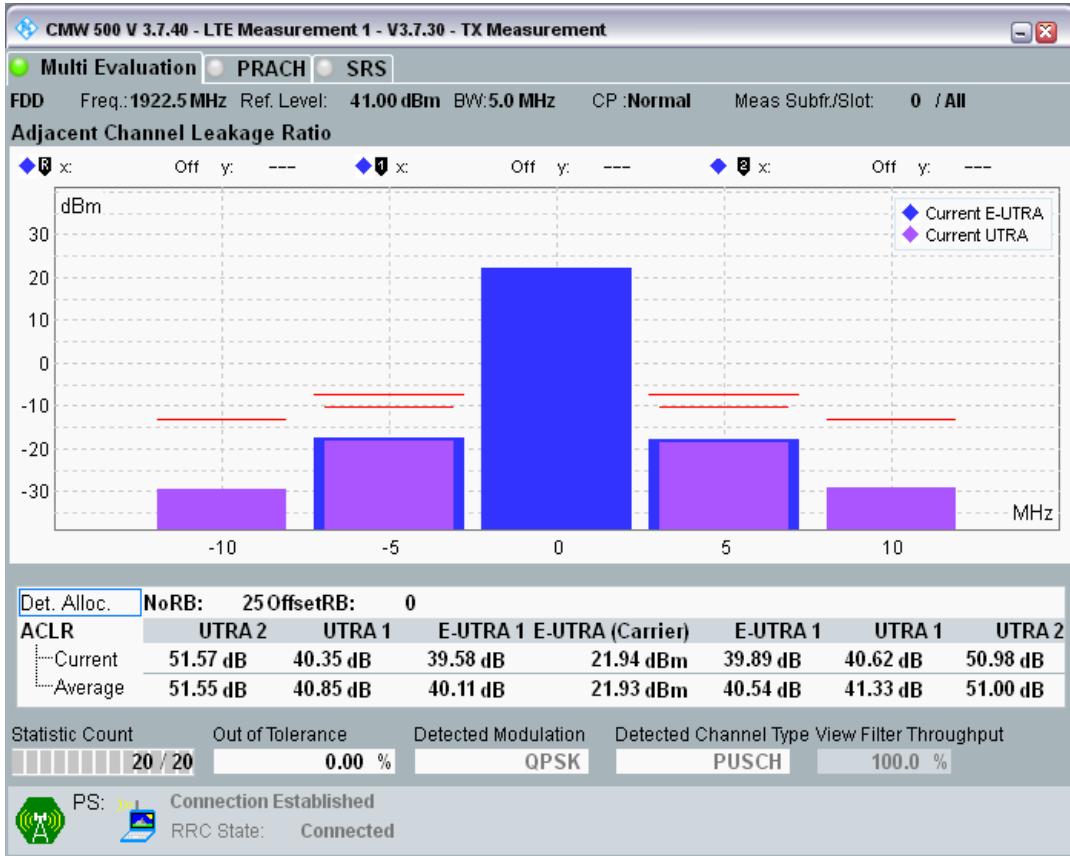 CMW 500 V 3.7.40 - LTE Measurement 1 - V3.7.30 - TX Measurement
Multi Evaluation PRACH SRS
FDD Freq.:1922.5 MHz Ref. Level: 41.00 dBm BW:5.0 MHz CP :Normal Meas Subfr./Slot: 0 / All
Adjacent Channel Leakage Ratio
R x: Off y: --- 1 x: Off y: --- 2 x: Off y: ---
dBm
Current E-UTRA
Current UTRA
30
20
10
0
-10
-20
-30
MHz
-10 -5 0 5 10
Det. Alloc. NoRB: 25 OffsetRB: 0
ACLR UTRA 2 UTRA 1 E-UTRA 1 E-UTRA (Carrier) E-UTRA 1 UTRA 1 UTRA 2
Current 51.57 dB 40.35 dB 39.58 dB 21.94 dBm 39.89 dB 40.62 dB 50.98 dB
Average 51.55 dB 40.85 dB 40.11 dB 21.93 dBm 40.54 dB 41.33 dB 51.00 dB
Statistic Count Out of Tolerance Detected Modulation Detected Channel Type View Filter Throughput
20 / 20 0.00 % QPSK PUSCH 100.0 %
PS: Connection Established
RRC State: Connected